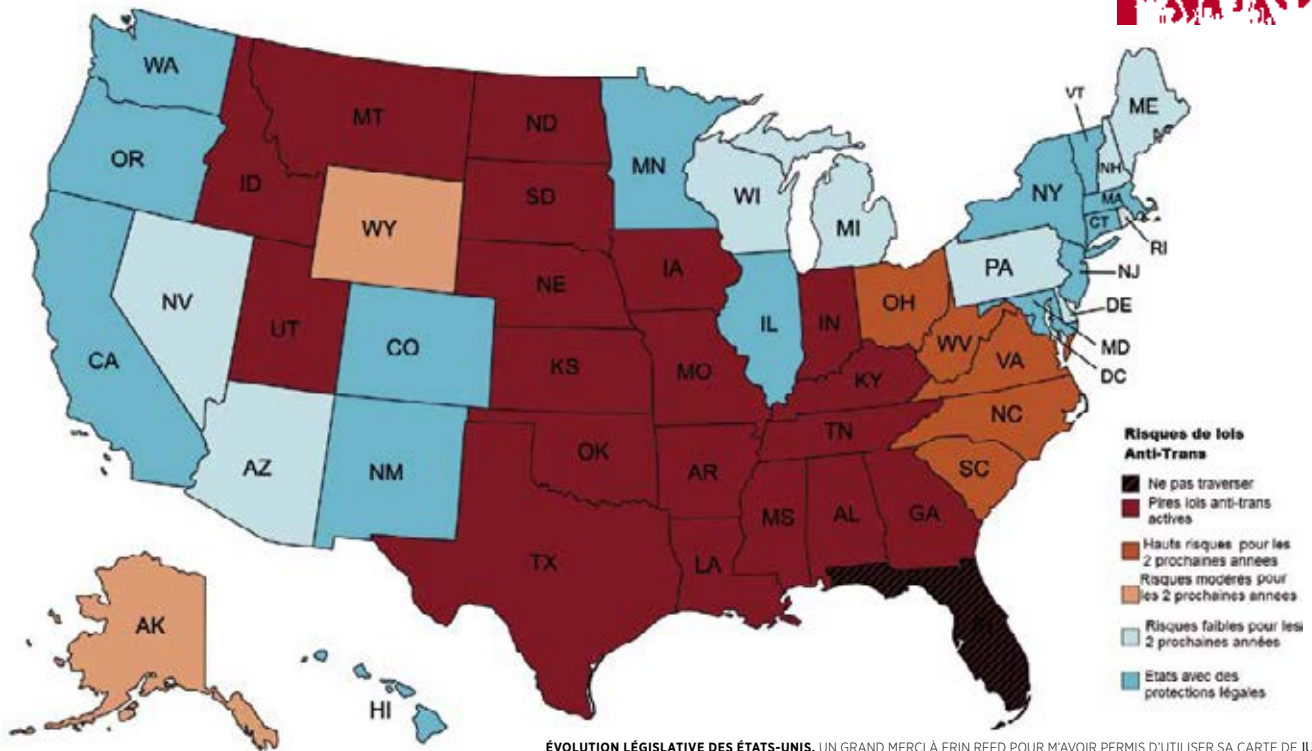 WA
MT
ND
MN
VT
ME
OR
ID
SD
WI
NH
NY
MA
WY
MI
CT
RI
IA
PA
NJ
NV
NE
OH
DE
UT
CO
IL
IN
WV
VA
MD
CA
KS
MO
KY
DC
NC
TN
AZ
NM
OK
AR
SC
MS
AL
GA
TX
LA
AK
HI
Risques de lois
Anti-Trans
Ne pas traverser
Pires lois anti-trans
actives
Hauts risques pour les
2 prochaines années
Risques modérés pour
les 2 prochaines années
Risques faibles pour les
2 prochaines années
Etats avec des
protections légales
ÉVOLUTION LÉGISLATIVE DES ÉTATS-UNIS. UN GRAND MERCI À ERIN REED POUR M'AVOIR PERMIS D'UTILISER SA CARTE DE